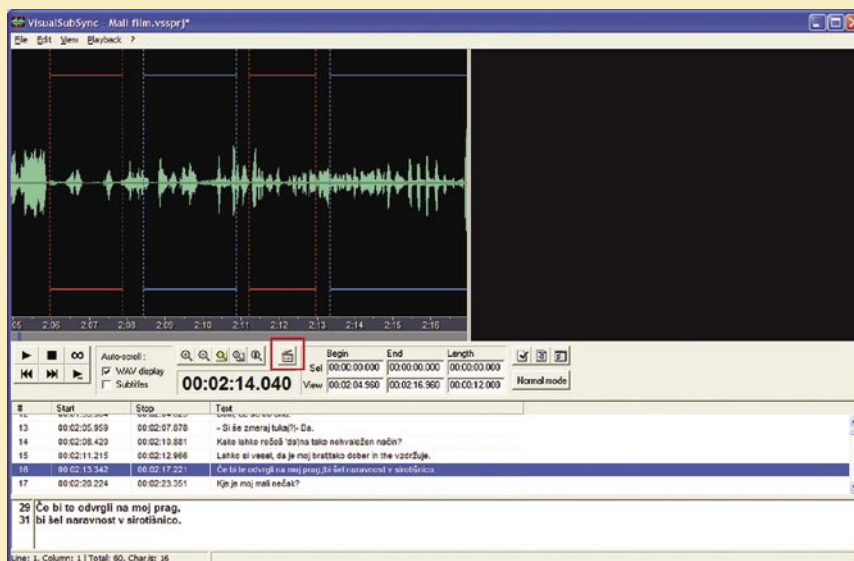 VisualSubSync - Mali film.vssprj*
File Edit View Playback ?
05 2:06 2:07 2:08 2:09 2:10 2:11 2:12 2:13 2:14 2:15 2:16
Auto-scroll :
WAV display
Subtitles
00:02:14.040
Begin End Length
Sel 00:00:00.000 00:00:00.000 00:00:00.000
View 00:02:04.960 00:02:16.960 00:00:12.000
Normal mode
# Start Stop Text
13 00:02:05.959 00:02:07.878 - Si še zmeraj tukaj?|- Da.
14 00:02:08.420 00:02:10.881 Kako lahko rečeš 'da|na tako nehvaležen način?
15 00:02:11.215 00:02:12.966 Lahko si vesel, da je moj brat|tako dober in the vzdržuje.
16 00:02:13.342 00:02:17.221 Če bi te odvrgli na moj prag,|bi šel naravnost v sirotišnico.
17 00:02:20.224 00:02:23.351 Kje je moj mali nečak?
29 Če bi te odvrgli na moj prag,
31 bi šel naravnost v sirotišnico.
Line: 1, Column: 1 | Total: 60, Char/s: 16